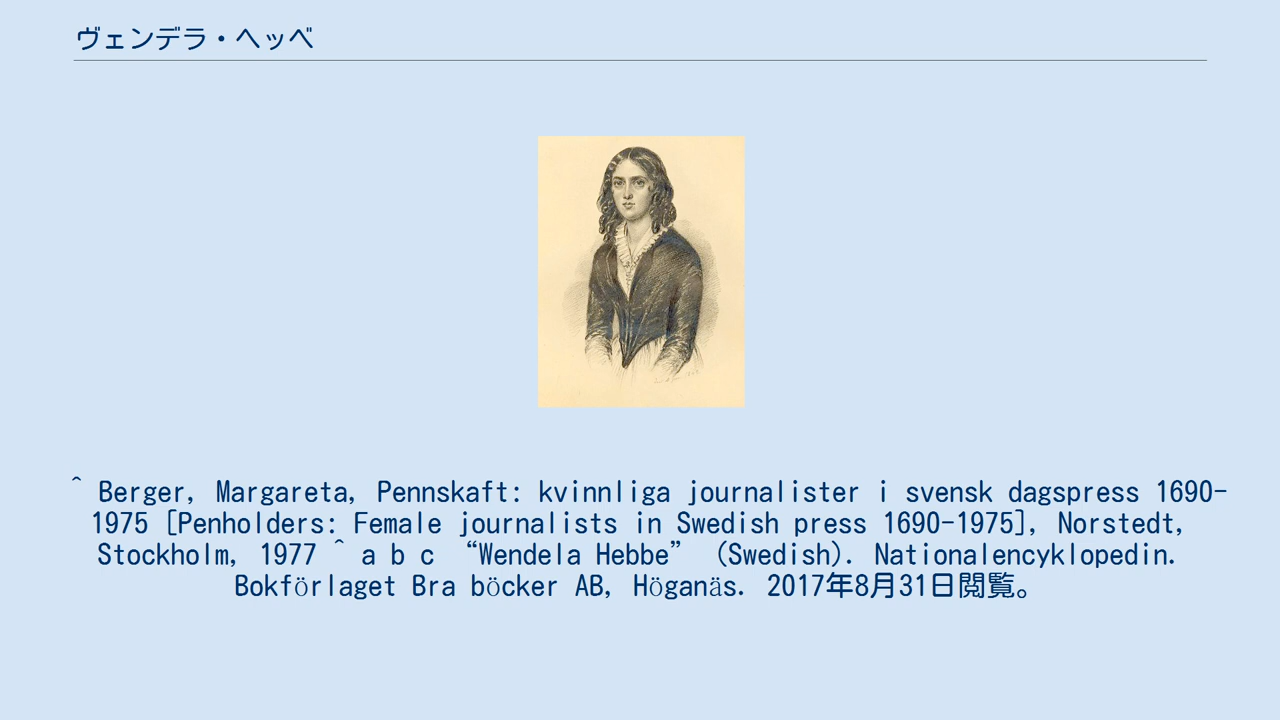 ヴェンデラ・ヘッベ
^ Berger, Margareta, Pennskaft: kvinnliga journalister i svensk dagspress 1690-
1975 [Penholders: Female journalists in Swedish press 1690-1975], Norstedt,
Stockholm, 1977 ^ a b c “Wendela Hebbe” (Swedish). Nationalencyklopedin.
Bokförlaget Bra böcker AB, Höganäs. 2017年8月31日閲覧。